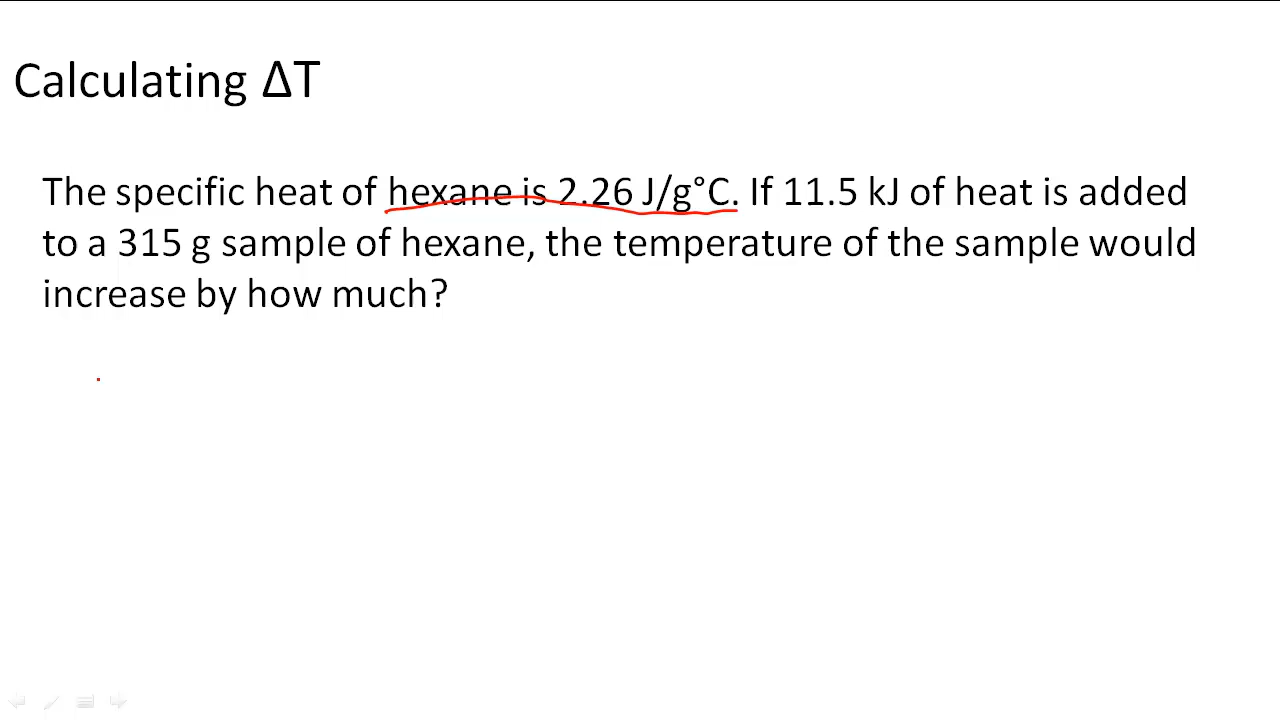 Calculating ΔT
The specific heat of hexane is 2.26 J/g°C. If 11.5 kJ of heat is added
to a 315 g sample of hexane, the temperature of the sample would
increase by how much?